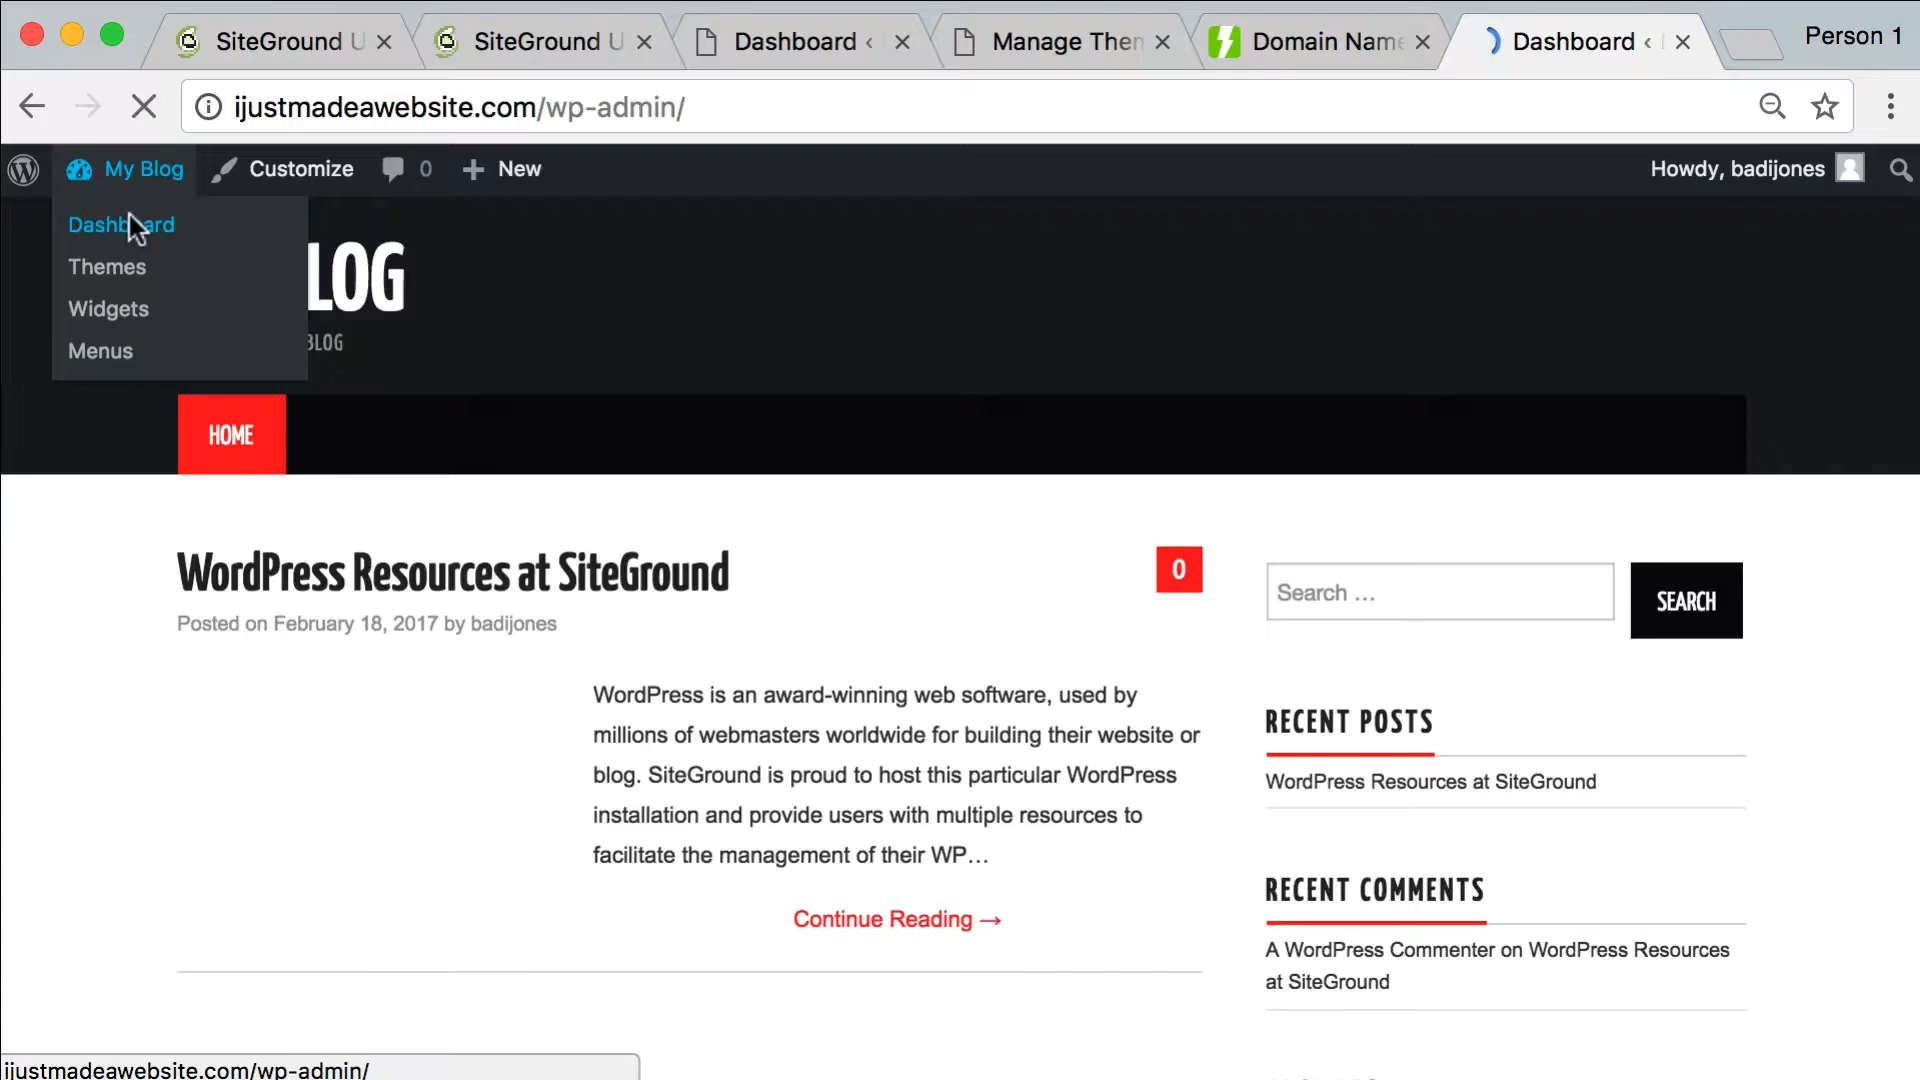 SiteGround U
SiteGround U
Dashboard ‹
Manage Then
Domain Name
Dashboard ‹
Person 1
ijustmadeawebsite.com/wp-admin/
My Blog
Customize
0
New
Howdy, badijones
Dashboard
Themes
Widgets
Menus
LOG
BLOG
HOME
WordPress Resources at SiteGround
0
Posted on February 18, 2017 by badijones
WordPress is an award-winning web software, used by
millions of webmasters worldwide for building their website or
blog. SiteGround is proud to host this particular WordPress
installation and provide users with multiple resources to
facilitate the management of their WP…
Continue Reading →
Search …
SEARCH
RECENT POSTS
WordPress Resources at SiteGround
RECENT COMMENTS
A WordPress Commenter on WordPress Resources
at SiteGround
ijustmadeawebsite.com/wp-admin/